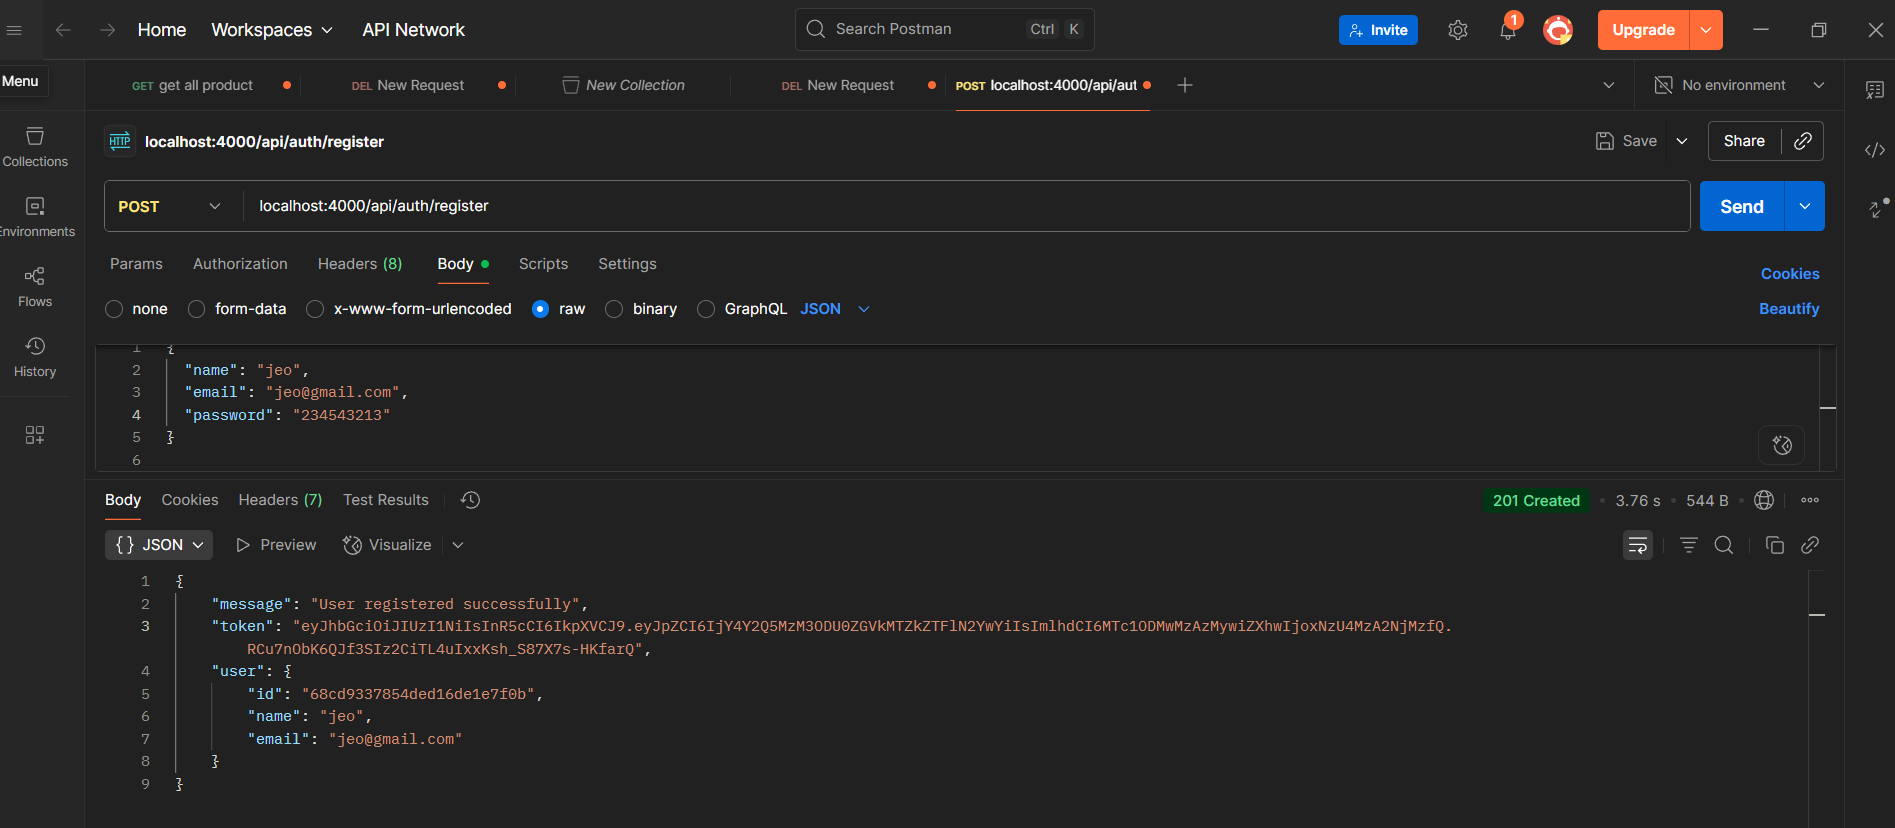 Home Workspaces API Network Search Postman Ctrl K Invite 1 Upgrade
Menu
GET get all product DEL New Request New Collection DEL New Request POST localhost:4000/api/aut No environment
HTTP localhost:4000/api/auth/register Save Share
POST localhost:4000/api/auth/register Send
Params Authorization Headers (8) Body Scripts Settings Cookies
none form-data x-www-form-urlencoded raw binary GraphQL JSON Beautify
Collections
Environments
Flows
History
1 {
2 "name": "jeo",
3 "email": "jeo@gmail.com",
4 "password": "234543213"
5 }
6
Body Cookies Headers (7) Test Results 201 Created • 3.76 s • 544 B
{} JSON Preview Visualize
1 {
2 "message": "User registered successfully",
3 "token": "eyJhbGciOiJIUzI1NiIsInR5cCI6IkpXVCJ9.eyJpZCI6IjY4Y2Q5MzM3ODU0ZGVkMTZkZTFlN2YwYiIsImlhdCI6MTc1ODMwMzAzMywiZXhwIjoxNzU4MzA2NjMzfQ.
RCu7nObK6QJf3SIz2CiTL4uIxxKsh_S87X7s-HKfarQ",
4 "user": {
5 "id": "68cd9337854ded16de1e7f0b",
6 "name": "jeo",
7 "email": "jeo@gmail.com"
8 }
9 }